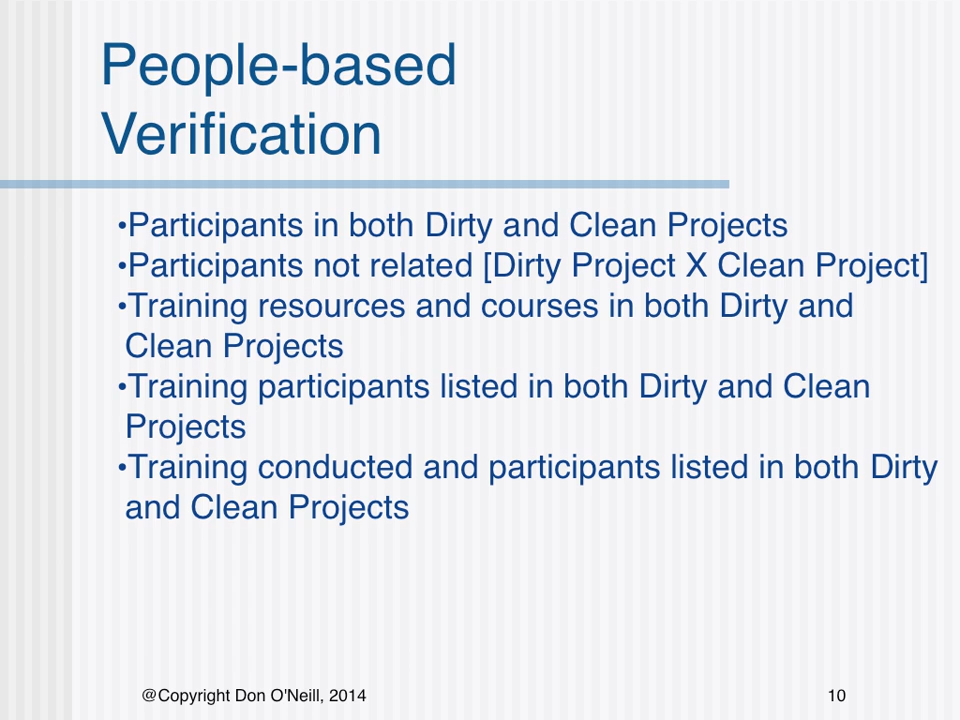 People-based
Verification
•Participants in both Dirty and Clean Projects
•Participants not related [Dirty Project X Clean Project]
•Training resources and courses in both Dirty and
Clean Projects
•Training participants listed in both Dirty and Clean
Projects
•Training conducted and participants listed in both Dirty
and Clean Projects
@Copyright Don O'Neill, 2014
10